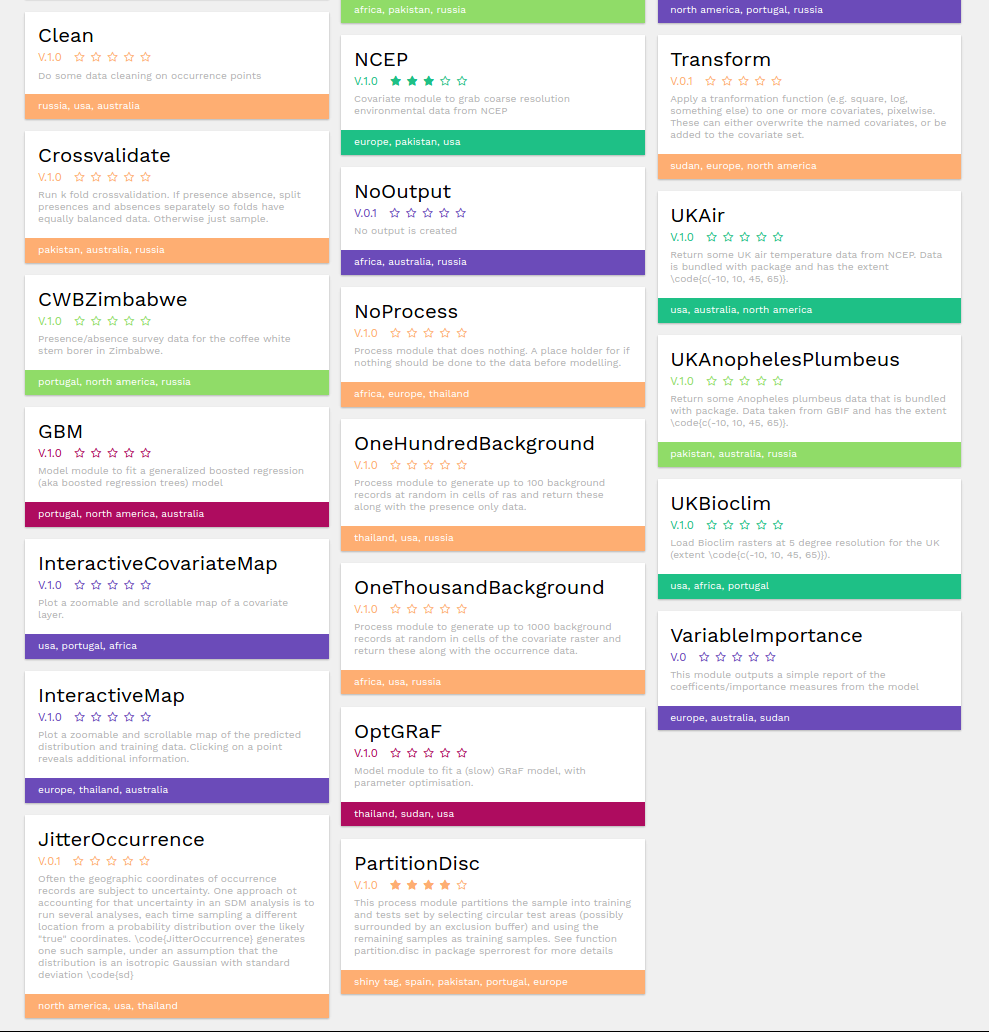 Clean
V.1.0
Do some data cleaning on occurrence points
russia, usa, australia
Crossvalidate
V.1.0
Run k fold crossvalidation. If presence absence, split
presences and absences separately so folds have
equally balanced data. Otherwise just sample.
pakistan, australia, russia
CWBZimbabwe
V.1.0
Presence/absence survey data for the coffee white
stem borer in Zimbabwe.
portugal, north america, russia
GBM
V.1.0
Model module to fit a generalized boosted regression
(aka boosted regression trees) model
portugal, north america, australia
InteractiveCovariateMap
V.1.0
Plot a zoomable and scrollable map of a covariate
layer.
usa, portugal, africa
InteractiveMap
V.1.0
Plot a zoomable and scrollable map of the predicted
distribution and training data. Clicking on a point
reveals additional information.
europe, thailand, australia
JitterOccurrence
V.0.1
Often the geographic coordinates of occurrence
records are subject to uncertainty. One approach ot
accounting for that uncertainty in an SDM analysis is to
run several analyses, each time sampling a different
location from a probability distribution over the likely
"true" coordinates. \code{JitterOccurrence} generates
one such sample, under an assumption that the
distribution is an isotropic Gaussian with standard
deviation \code{sd}
north america, usa, thailand
africa, pakistan, russia
NCEP
V.1.0
Covariate module to grab coarse resolution
environmental data from NCEP
europe, pakistan, usa
NoOutput
V.0.1
No output is created
africa, australia, russia
NoProcess
V.1.0
Process module that does nothing. A place holder for if
nothing should be done to the data before modelling.
africa, europe, thailand
OneHundredBackground
V.1.0
Process module to generate up to 100 background
records at random in cells of ras and return these
along with the presence only data.
thailand, usa, russia
OneThousandBackground
V.1.0
Process module to generate up to 1000 background
records at random in cells of the covariate raster and
return these along with the occurrence data.
africa, usa, russia
OptGRaF
V.1.0
Model module to fit a (slow) GRaF model, with
parameter optimisation.
thailand, sudan, usa
PartitionDisc
V.1.0
This process module partitions the sample into training
and tests set by selecting circular test areas (possibly
surrounded by an exclusion buffer) and using the
remaining samples as training samples. See function
partition.disc in package sperrorest for more details
shiny tag, spain, pakistan, portugal, europe
north america, portugal, russia
Transform
V.0.1
Apply a tranformation function (e.g. square, log,
something else) to one or more covariates, pixelwise.
These can either overwrite the named covariates, or be
added to the covariate set.
sudan, europe, north america
UKAir
V.1.0
Return some UK air temperature data from NCEP. Data
is bundled with package and has the extent
\code{c(-10, 10, 45, 65)}.
usa, australia, north america
UKAnophelesPlumbeus
V.1.0
Return some Anopheles plumbeus data that is bundled
with package. Data taken from GBIF and has the extent
\code{c(-10, 10, 45, 65)}.
pakistan, australia, russia
UKBioclim
V.1.0
Load Bioclim rasters at 5 degree resolution for the UK
(extent \code{c(-10, 10, 45, 65)}).
usa, africa, portugal
VariableImportance
V.0
This module outputs a simple report of the
coefficents/importance measures from the model
europe, australia, sudan